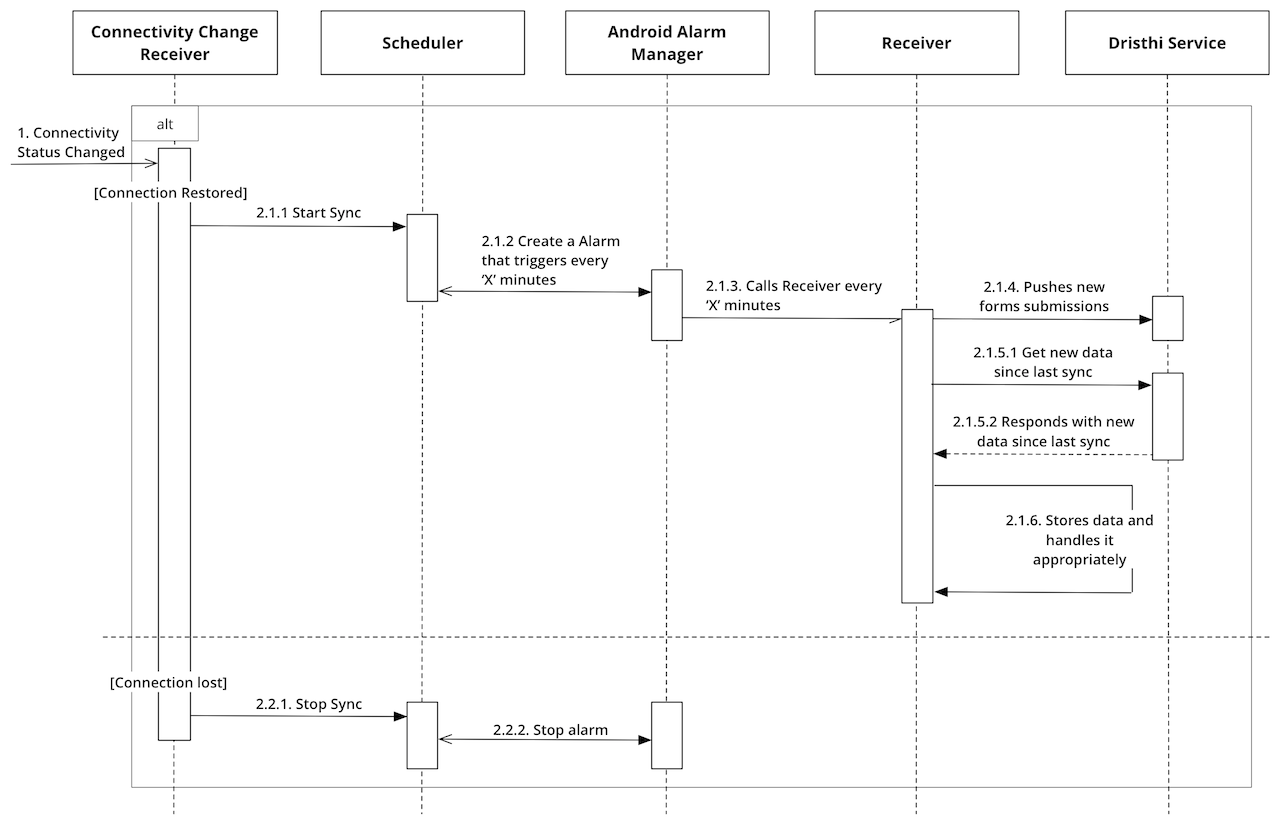 Connectivity Change
Receiver
Scheduler
Android Alarm
Manager
Receiver
Dristhi Service
alt
1. Connectivity
Status Changed
[Connection Restored]
2.1.1 Start Sync
2.1.2 Create a Alarm
that triggers every
‘X’ minutes
2.1.3. Calls Receiver every
‘X’ minutes
2.1.4. Pushes new
forms submissions
2.1.5.1 Get new data
since last sync
2.1.5.2 Responds with new
data since last sync
2.1.6. Stores data and
handles it
appropriately
[Connection lost]
2.2.1. Stop Sync
2.2.2. Stop alarm